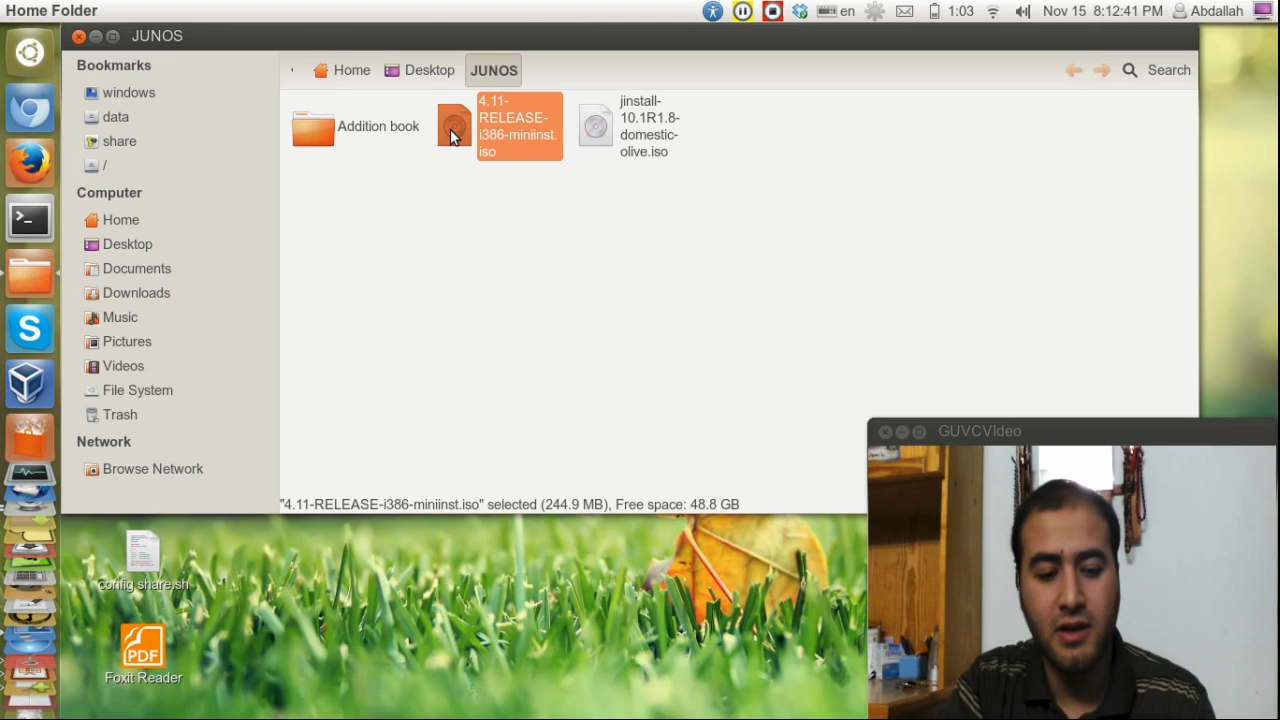 Home Folder
en
1:03
Nov 15 8:12:41 PM
Abdallah
JUNOS
Bookmarks
windows
data
share
/
Computer
Home
Desktop
Documents
Downloads
Music
Pictures
Videos
File System
Trash
Network
Browse Network
Home
Desktop
JUNOS
Search
Addition book
4.11-
RELEASE-
i386-miniinst.
iso
jinstall-
10.1R1.8-
domestic-
olive.iso
"4.11-RELEASE-i386-miniinst.iso" selected (244.9 MB), Free space: 48.8 GB
GUVCVIdeo
config share.sh
PDF
Foxit Reader